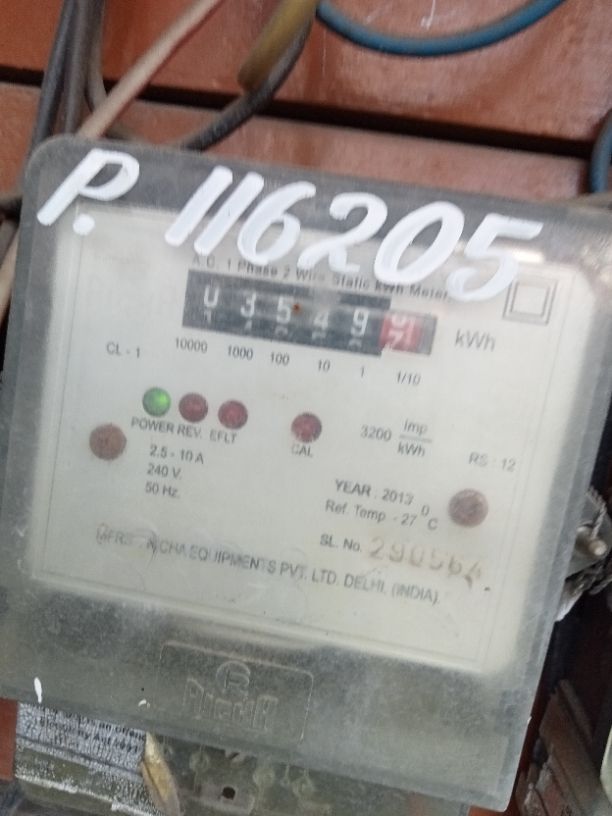 P. 116205
A.C. 1 Phase 2 Wire Static kWh Meter
0 3 5 4 9 9 kWh
CL - 1 10000 1000 100 10 1 1/10
POWER REV. EFLT CAL 3200 Imp/kWh RS : 12
2.5 - 10 A
240 V.
50 Hz.
YEAR : 2013
Ref. Temp - 27 °C
SL. No. 290564
MFRS : EQUIPMENTS PVT. LTD. DELHI. (INDIA).